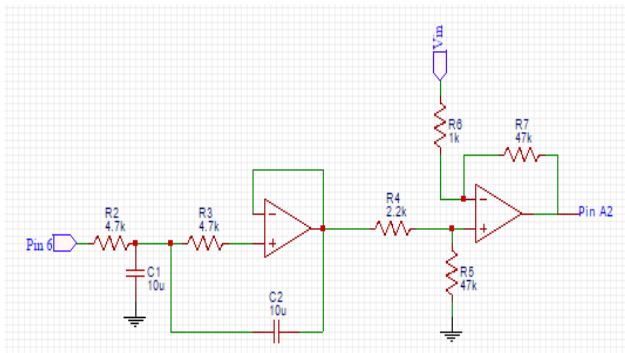 Vin
R6
1k
R7
47k
Pin A2
R2
4.7k
R3
4.7k
R4
2.2k
Pin 6
C1
10u
R5
47k
C2
10u